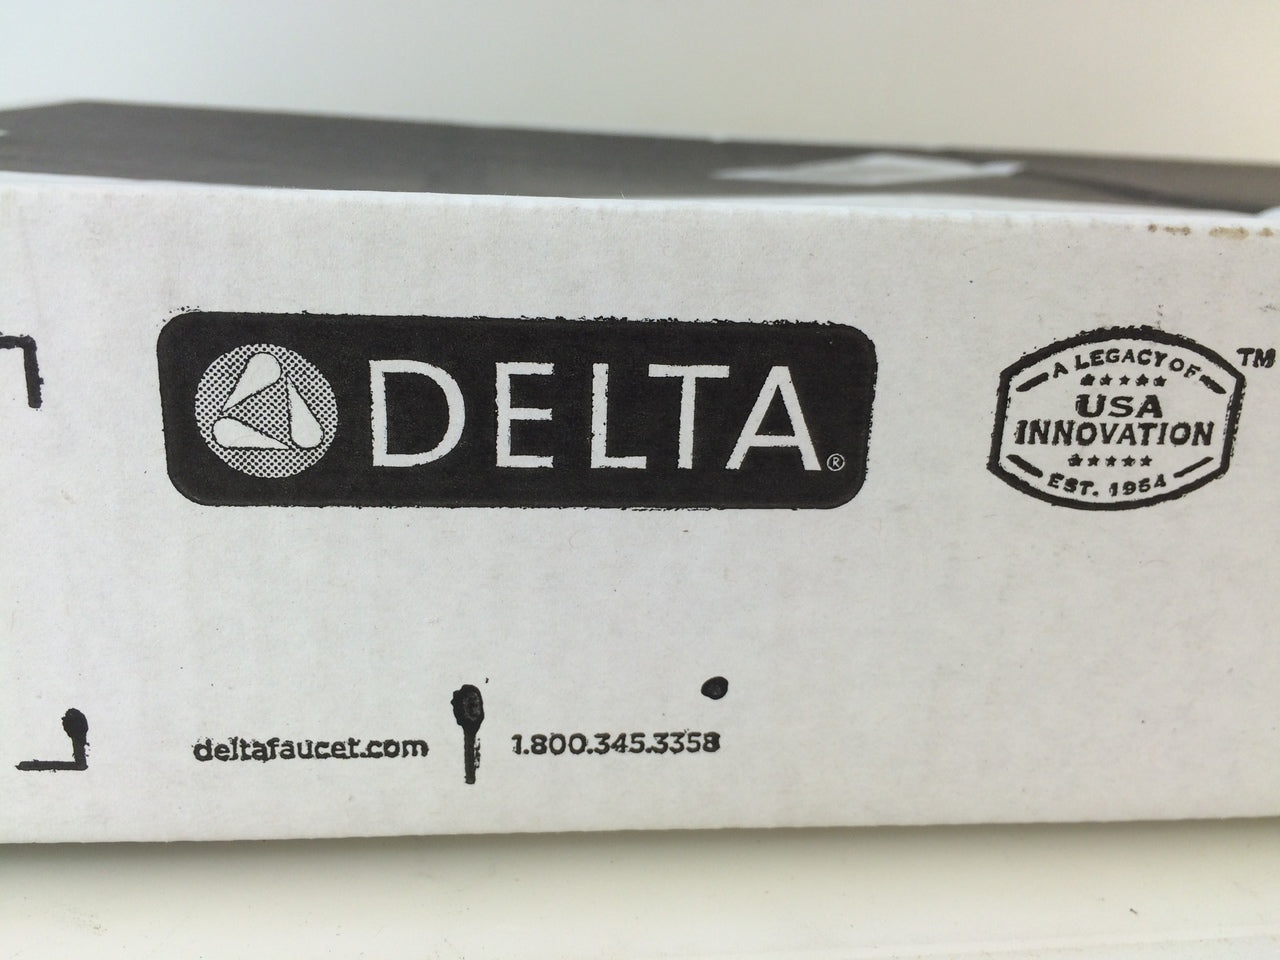 DELTA®
A LEGACY OF
USA
INNOVATION
EST. 1954
TM
deltafaucet.com
1.800.345.3358